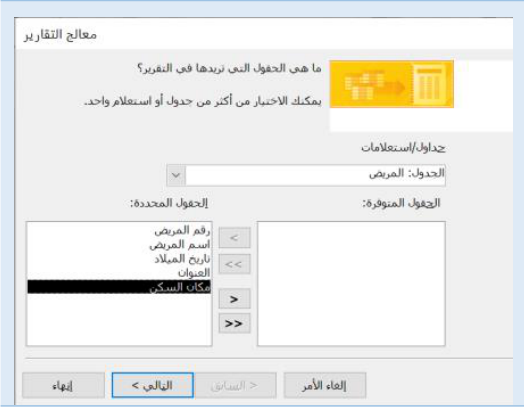 معالج التقارير
ما هي الحقول التي تريدها في التقرير؟
يمكنك الاختيار من أكثر من جدول أو استعلام واحد.
جداول/استعلامات
الجدول: المريض
الحقول المتوفرة:
الحقول المحددة:
رقم المريض
اسم المريض
تاريخ الميلاد
العنوان
مكان السكن
>
>>
<
<<
إلغاء الأمر
< السابق
التالي >
إنهاء